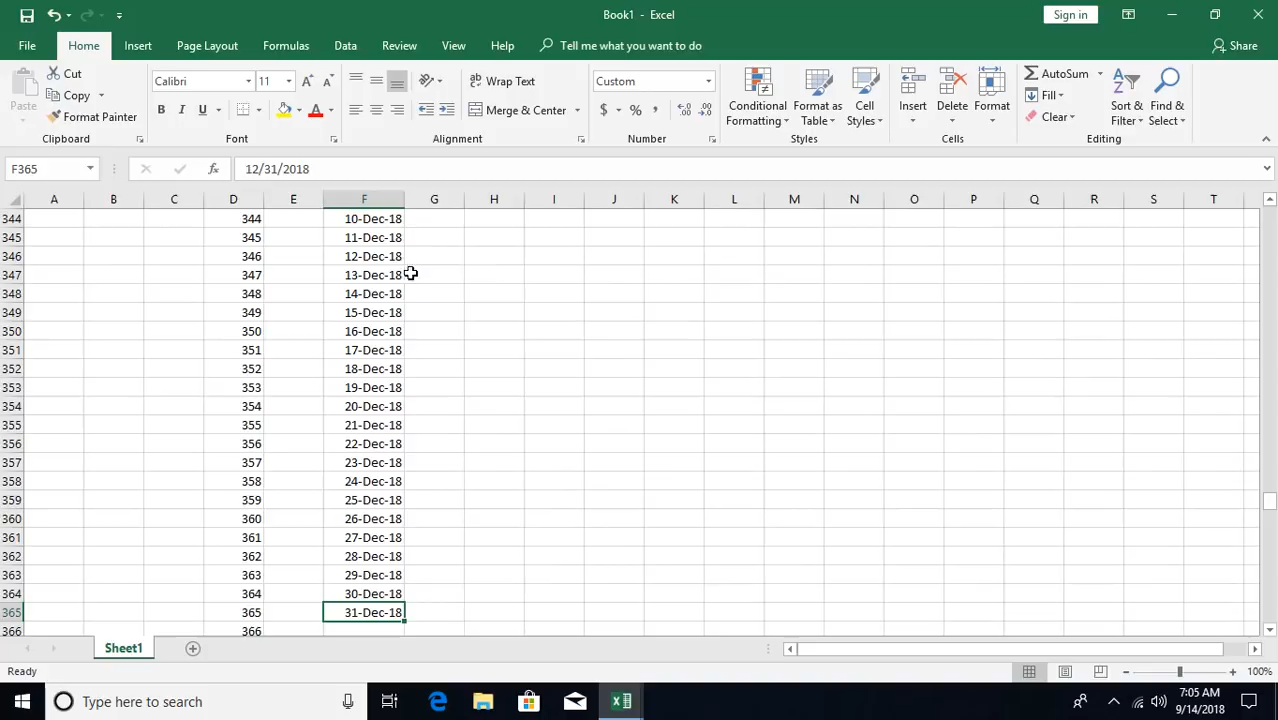 Book1 - Excel
Sign in
File Home Insert Page Layout Formulas Data Review View Help Tell me what you want to do Share
Paste
Cut
Copy
Format Painter
Clipboard
Calibri 11
B I U
Font
Wrap Text
Merge & Center
Alignment
Custom
$ % ,
Number
Conditional Formatting
Format as Table
Cell Styles
Styles
Insert
Delete
Format
Cells
AutoSum
Fill
Clear
Sort & Filter
Find & Select
Editing
F365 fx 12/31/2018
A B C D E F G H I J K L M N O P Q R S T
344 344 10-Dec-18
345 345 11-Dec-18
346 346 12-Dec-18
347 347 13-Dec-18
348 348 14-Dec-18
349 349 15-Dec-18
350 350 16-Dec-18
351 351 17-Dec-18
352 352 18-Dec-18
353 353 19-Dec-18
354 354 20-Dec-18
355 355 21-Dec-18
356 356 22-Dec-18
357 357 23-Dec-18
358 358 24-Dec-18
359 359 25-Dec-18
360 360 26-Dec-18
361 361 27-Dec-18
362 362 28-Dec-18
363 363 29-Dec-18
364 364 30-Dec-18
365 365 31-Dec-18
366 366
Sheet1
Ready 100%
Type here to search
7:05 AM
9/14/2018